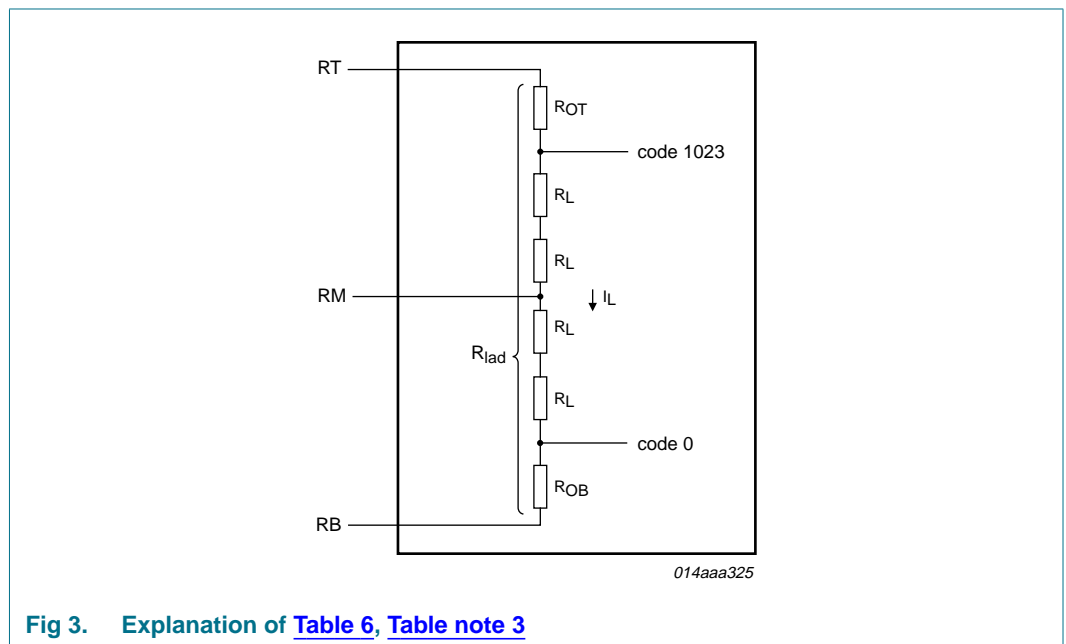 RT
ROT
code 1023
RL
RL
RM
IL
RL
Rlad
RL
code 0
ROB
RB
014aaa325
Fig 3. Explanation of Table 6, Table note 3